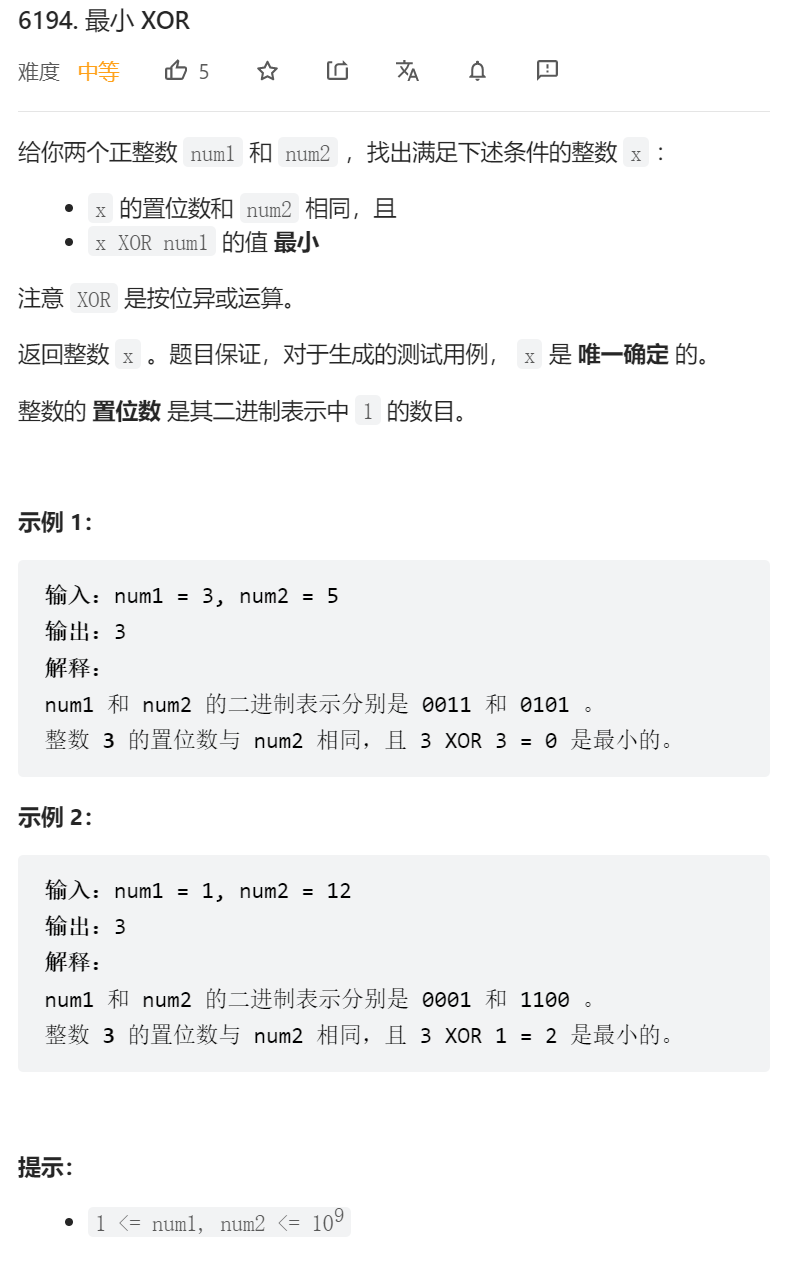 6194. 最小 XOR
难度 中等 5
给你两个正整数 num1 和 num2 ，找出满足下述条件的整数 x ：
• x 的置位数和 num2 相同，且
• x XOR num1 的值 最小
注意 XOR 是按位异或运算。
返回整数 x 。题目保证，对于生成的测试用例， x 是 唯一确定 的。
整数的 置位数 是其二进制表示中 1 的数目。
示例 1：
输入：num1 = 3, num2 = 5
输出：3
解释：
num1 和 num2 的二进制表示分别是 0011 和 0101 。
整数 3 的置位数与 num2 相同，且 3 XOR 3 = 0 是最小的。
示例 2：
输入：num1 = 1, num2 = 12
输出：3
解释：
num1 和 num2 的二进制表示分别是 0001 和 1100 。
整数 3 的置位数与 num2 相同，且 3 XOR 1 = 2 是最小的。
提示：
• 1 <= num1, num2 <= 10⁹